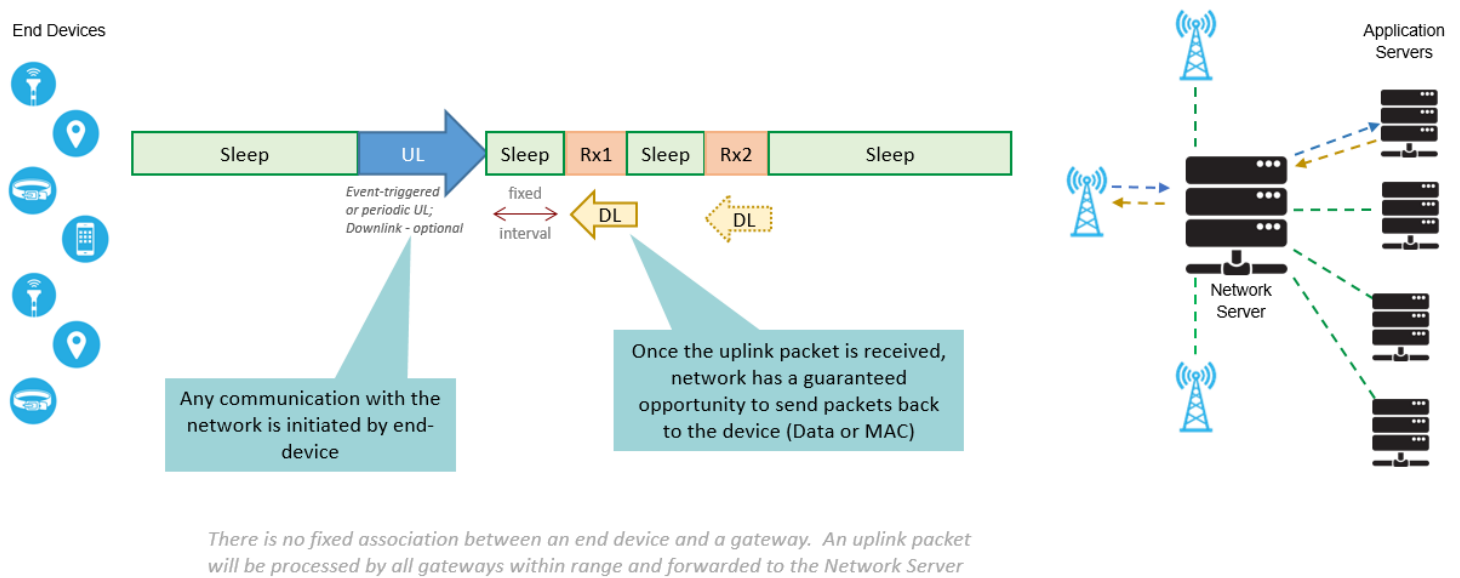 End Devices
Application
Servers
Sleep
UL
Sleep
Rx1
Sleep
Rx2
Sleep
Event-triggered
or periodic UL;
Downlink - optional
fixed
interval
DL
DL
Network
Server
Any communication with the
network is initiated by end-
device
Once the uplink packet is received,
network has a guaranteed
opportunity to send packets back
to the device (Data or MAC)
There is no fixed association between an end device and a gateway. An uplink packet
will be processed by all gateways within range and forwarded to the Network Server